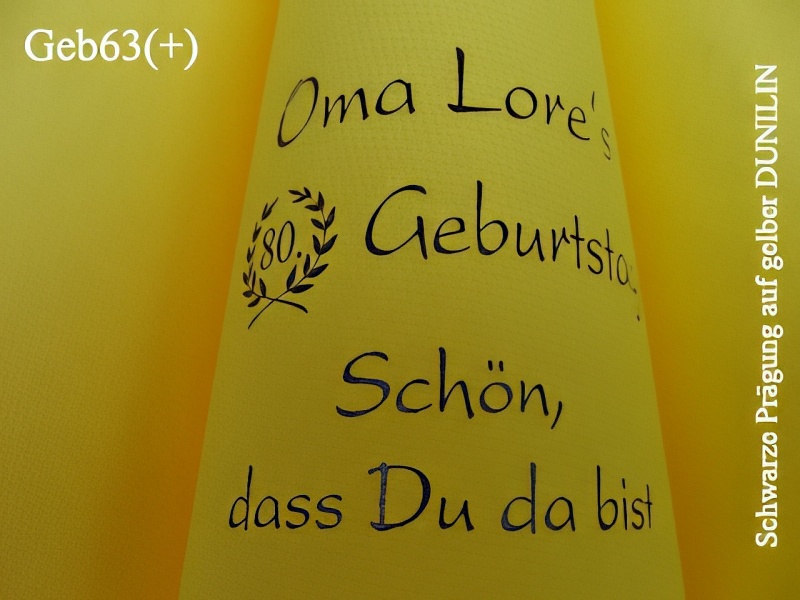 Geb63(+)
Oma Lore's
80. Geburtstag
Schön,
dass Du da bist
Schwarze Prägung auf gelber DUNILIN